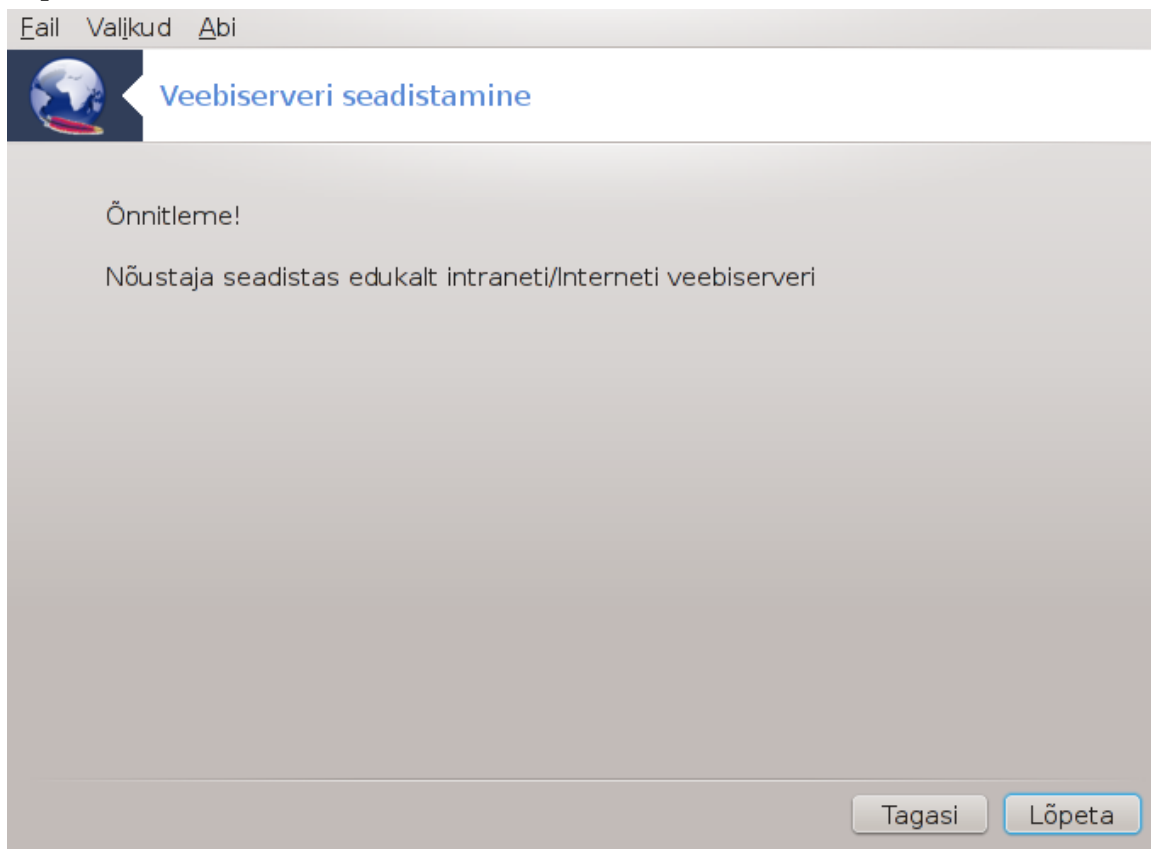 Fail Valikud Abi
Veebiserveri seadistamine
Õnnitleme!
Nõustaja seadistas edukalt intraneti/Interneti veebiserveri
Tagasi Lõpeta